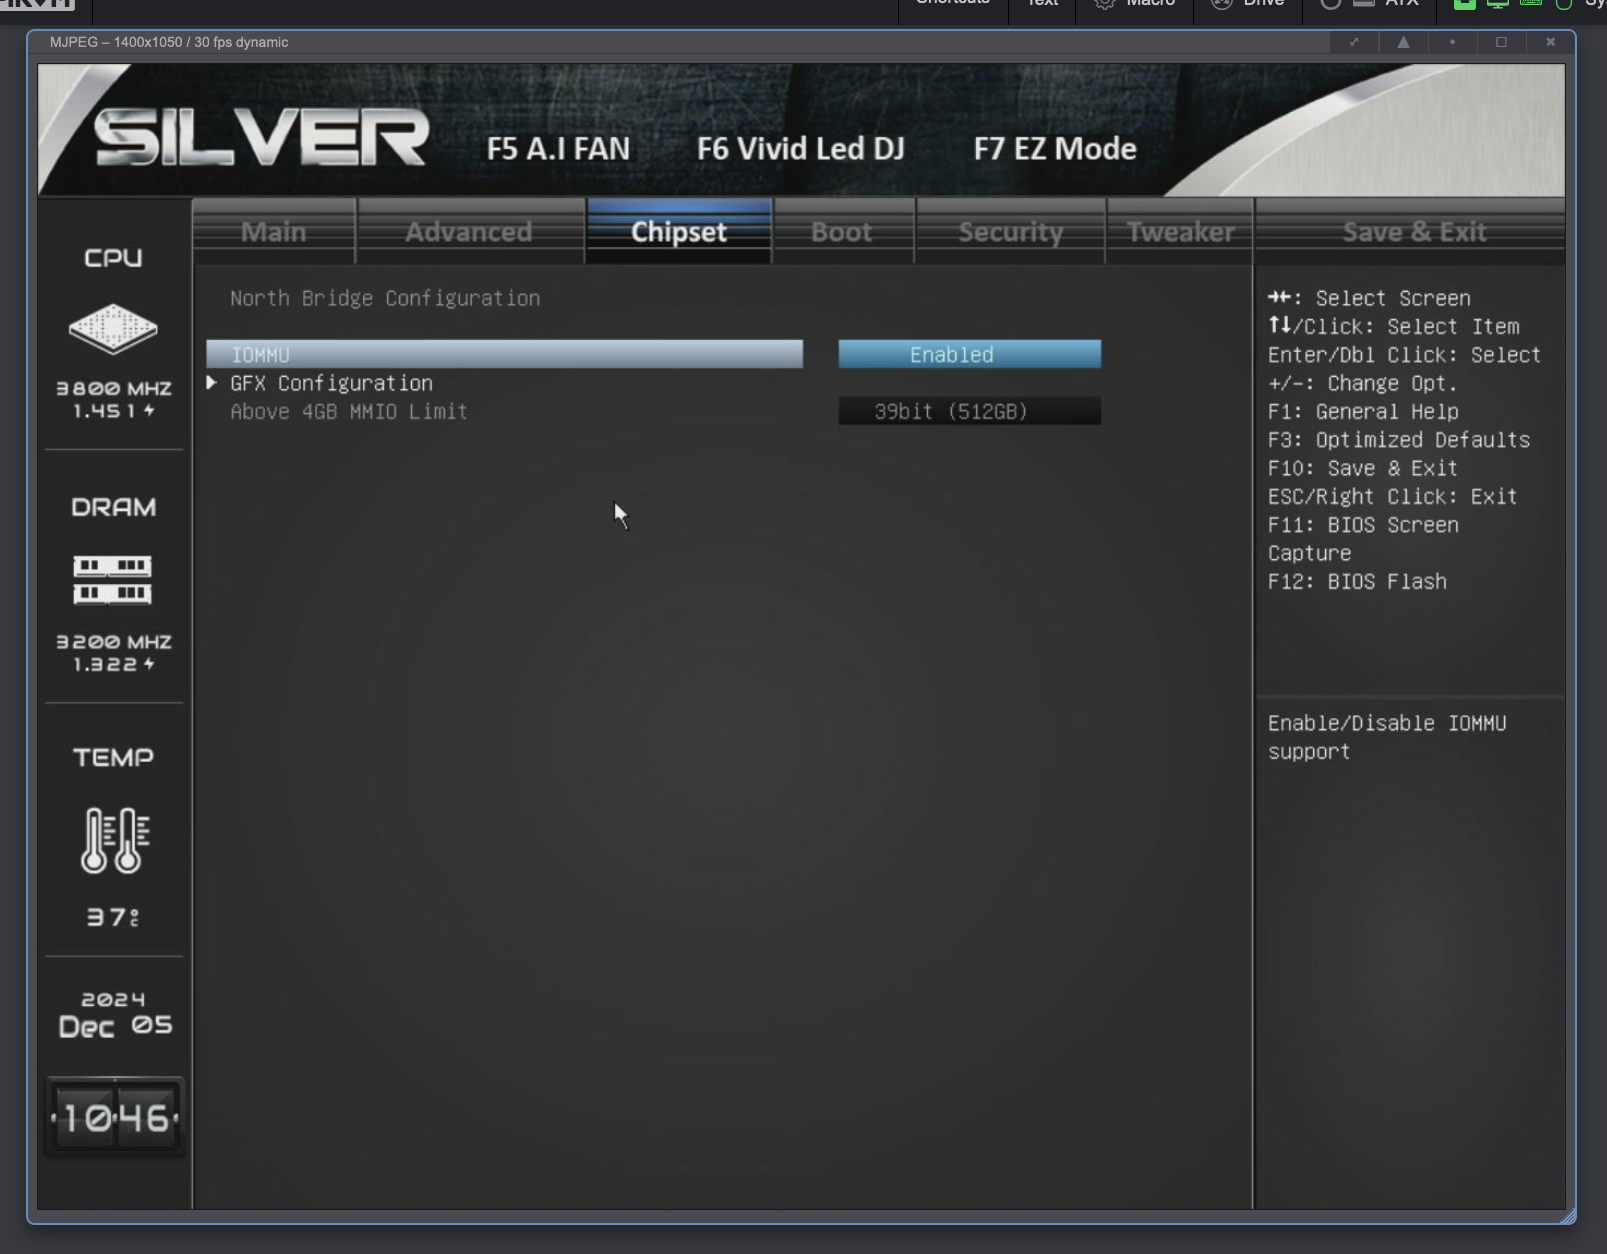 Text
MJPEG – 1400x1050 / 30 fps dynamic
SILVER
F5 A.I FAN
F6 Vivid Led DJ
F7 EZ Mode
Main
Advanced
Chipset
Boot
Security
Tweaker
Save & Exit
CPU
3800 MHZ
1.451
DRAM
3200 MHZ
1.322
TEMP
37°C
2024
Dec 05
10:46
North Bridge Configuration
IOMMU Enabled
GFX Configuration
Above 4GB MMIO Limit 39bit (512GB)
→←: Select Screen
↑↓/Click: Select Item
Enter/Dbl Click: Select
+/-: Change Opt.
F1: General Help
F3: Optimized Defaults
F10: Save & Exit
ESC/Right Click: Exit
F11: BIOS Screen
Capture
F12: BIOS Flash
Enable/Disable IOMMU
support